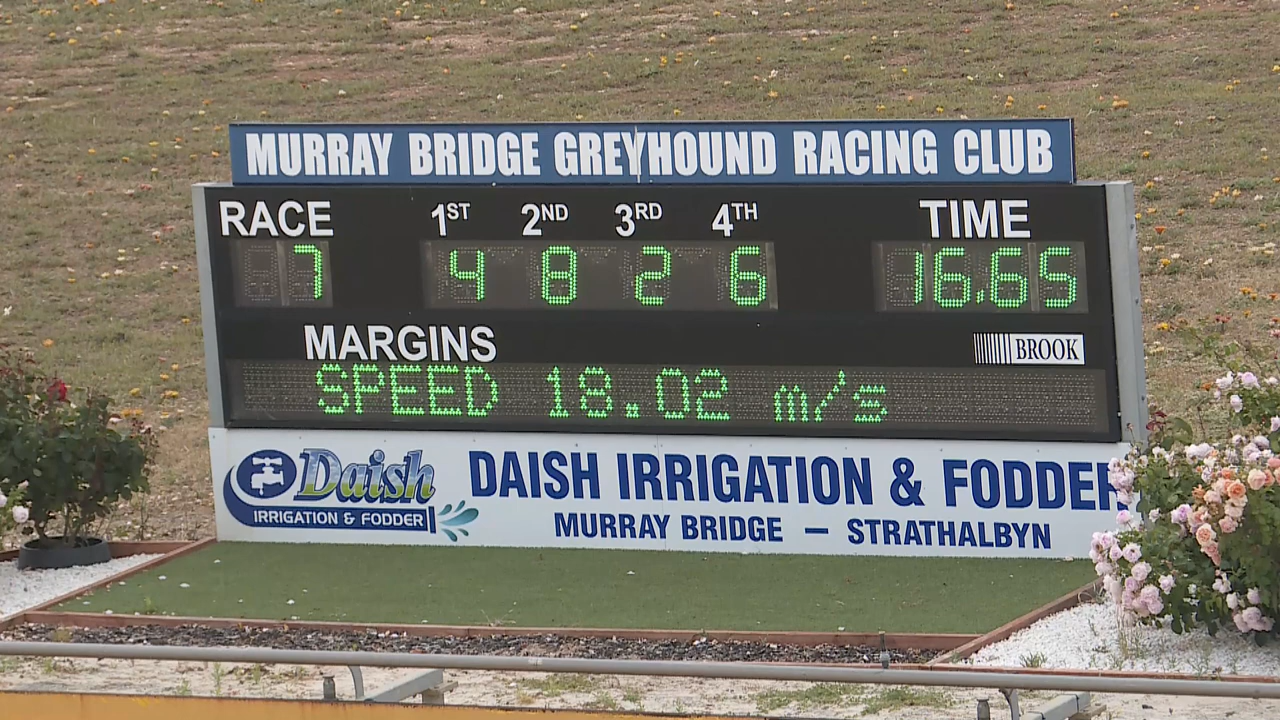 MURRAY BRIDGE GREYHOUND RACING CLUB
RACE 1ST 2ND 3RD 4TH TIME
7 4 8 2 6 16.65
MARGINS
BROOK
SPEED 18.02 m/s
Daish
IRRIGATION & FODDER
DAISH IRRIGATION & FODDER
MURRAY BRIDGE – STRATHALBYN